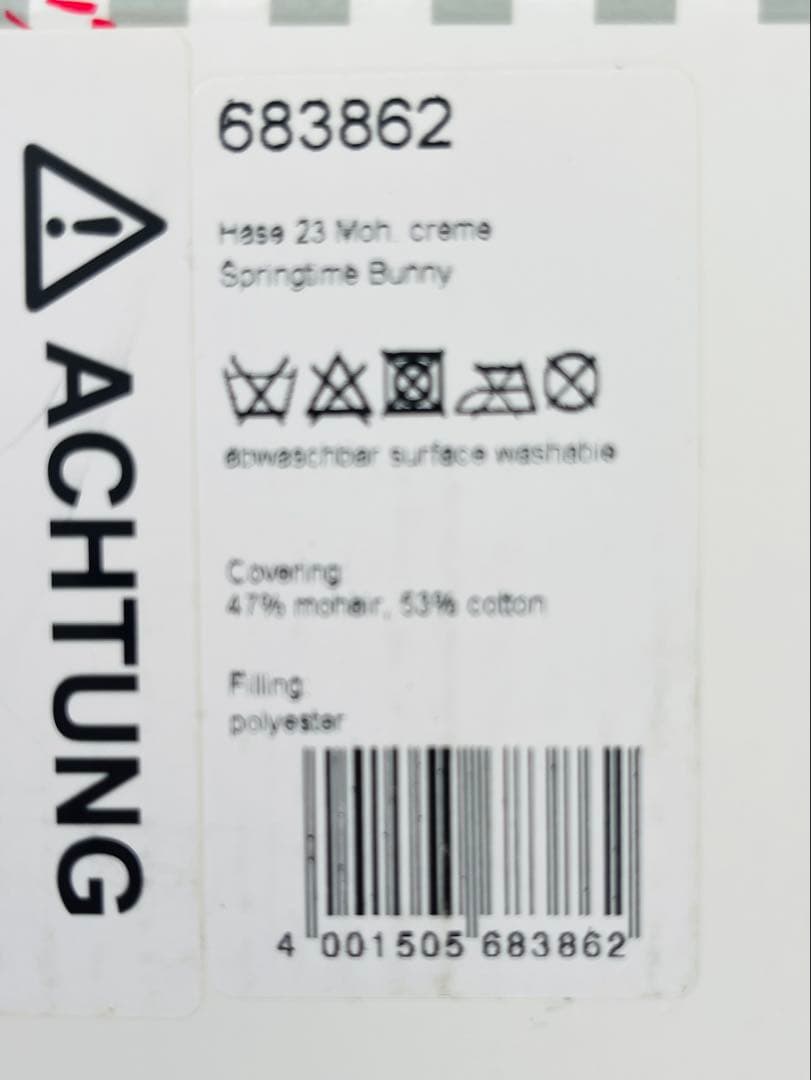 ACHTUNG
683862
Hase 23 Moh. creme
Springtime Bunny
abwaschbar surface washable
Covering
47% mohair, 53% cotton
Filling
polyester
4 001505 683862